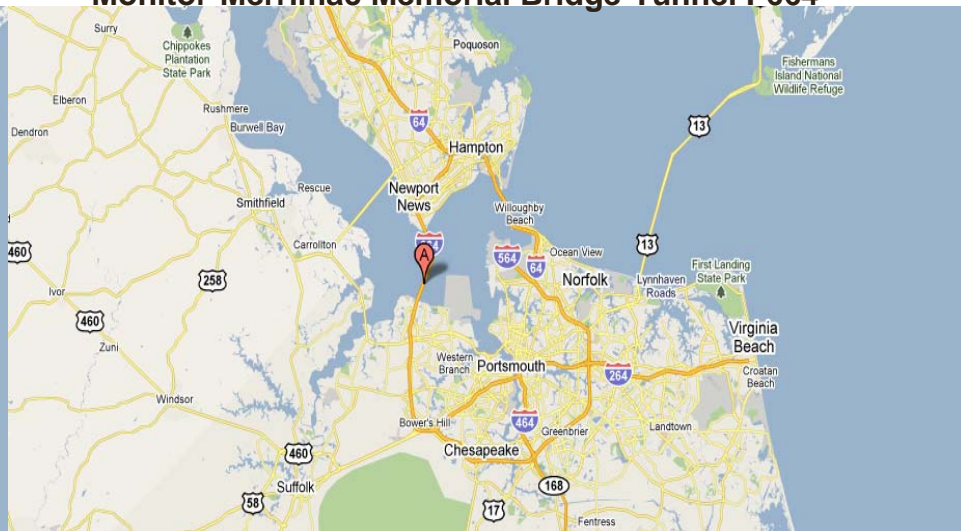 Monitor-Merrimac Memorial Bridge-Tunnel I-664
Surry
Chippokes
Plantation
State Park
Poquoson
Fishermans
Island National
Wildlife Refuge
Elberon
Rushmere
64
13
Dendron
Burwell Bay
Hampton
Rescue
Newport
News
Smithfield
Willoughby
Beach
Carrollton
13
460
564
64
Ocean View
A
First Landing
State Park
258
Norfolk
Lynnhaven
Roads
Ivor
460
Virginia
Beach
Zuni
Western
Branch
Portsmouth
264
Croatan
Beach
Windsor
Bower's Hill
464
Greenbrier
Landtown
460
Chesapeake
Suffolk
168
58
17
Fentress